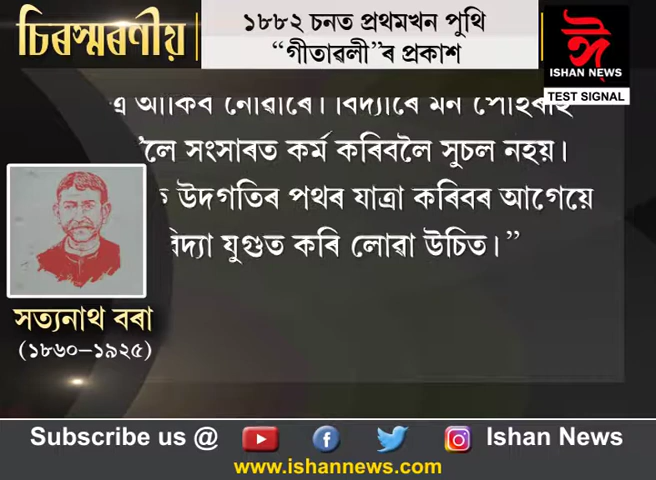 চিৰস্মৰণীয়
১৮৮২ চনত প্ৰথমখন পুথি
“গীতাৱলী”ৰ প্ৰকাশ
ঈ
ISHAN NEWS
TEST SIGNAL
মন পোহৰাই
সংসাৰত কৰ্ম কৰিবলৈ সুচল নহয়।
উদগতিৰ পথৰ যাত্ৰা কৰিবৰ আগেয়ে
যুগুত কৰি লোৱা উচিত।”
সত্যনাথ বৰা
(১৮৬০–১৯২৫)
Subscribe us @ Ishan News
www.ishannews.com